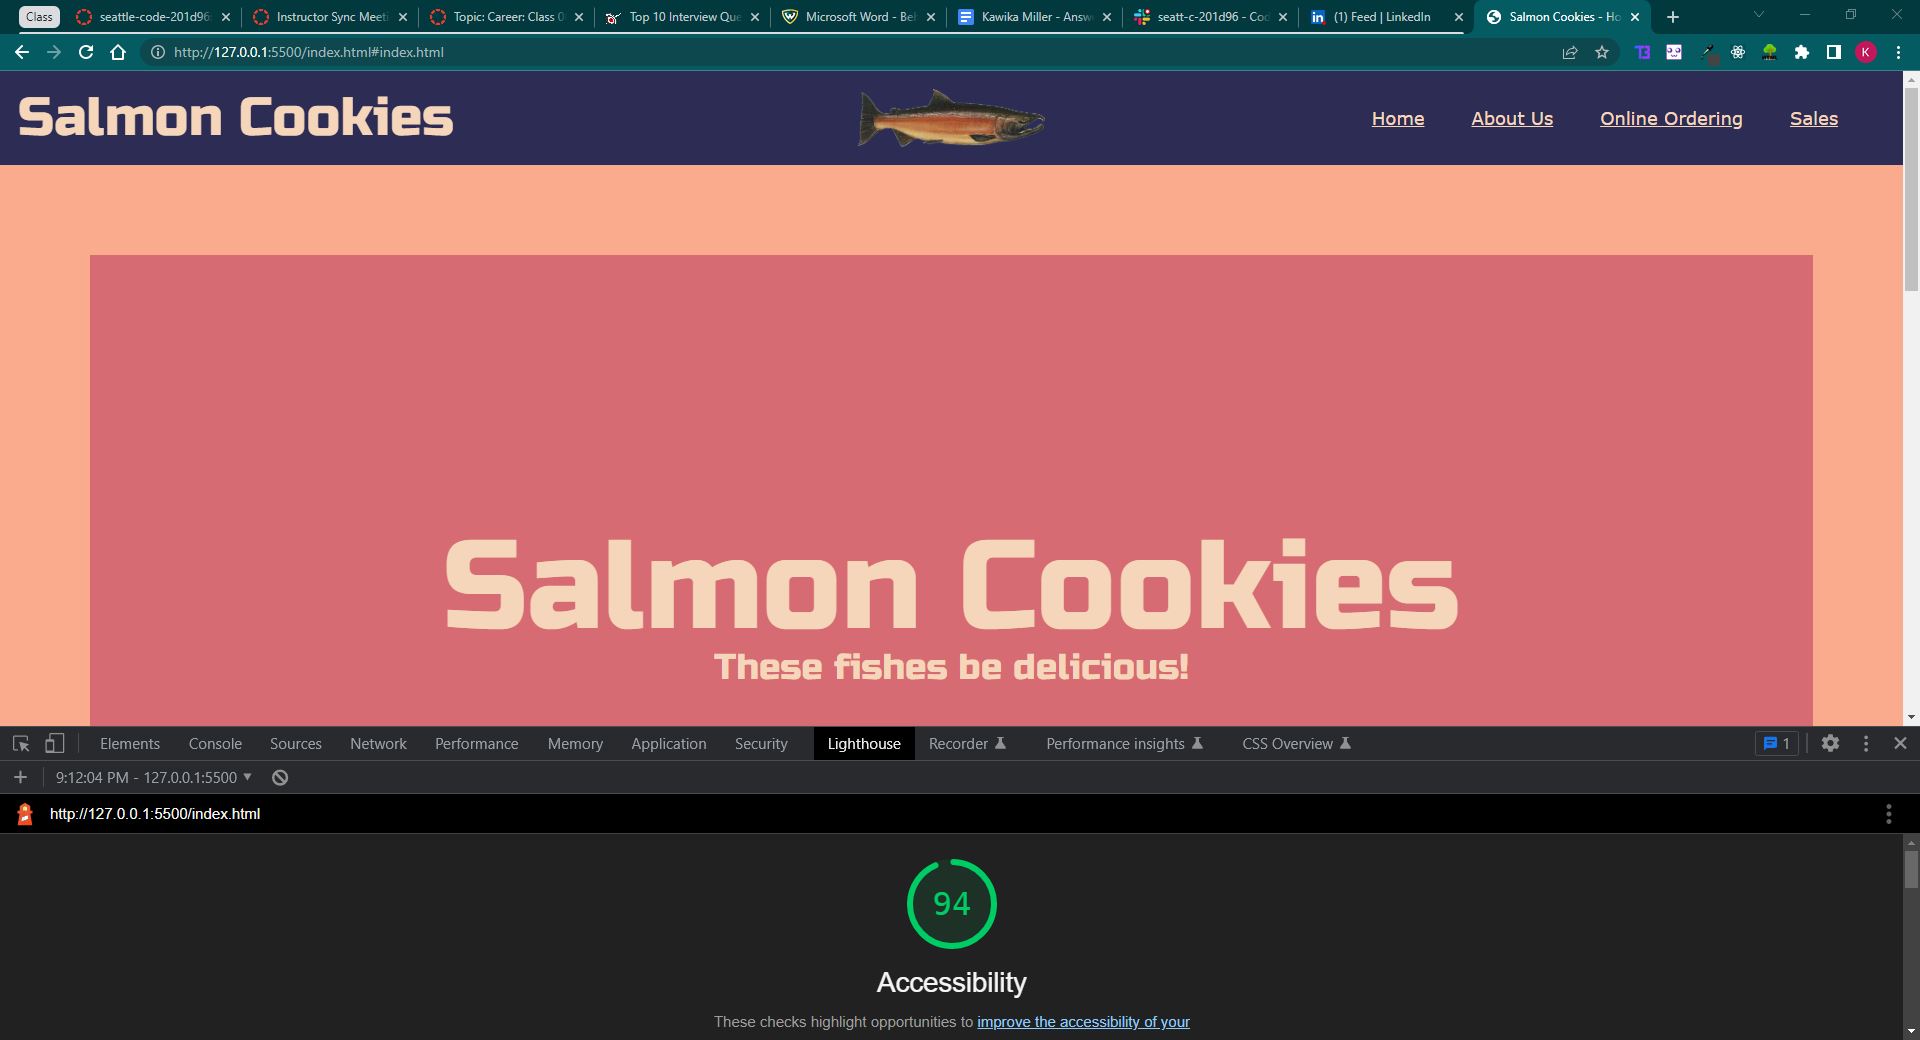 Class seattle-code-201d96 Instructor Sync Meeti Topic: Career: Class 0 Top 10 Interview Que Microsoft Word - Beh Kawika Miller - Answ seatt-c-201d96 - Cod (1) Feed | LinkedIn Salmon Cookies - Ho
http://127.0.0.1:5500/index.html#index.html K
Salmon Cookies Home About Us Online Ordering Sales
Salmon Cookies
These fishes be delicious!
Elements Console Sources Network Performance Memory Application Security Lighthouse Recorder Performance insights CSS Overview 1
9:12:04 PM - 127.0.0.1:5500
http://127.0.0.1:5500/index.html
94
Accessibility
These checks highlight opportunities to improve the accessibility of your